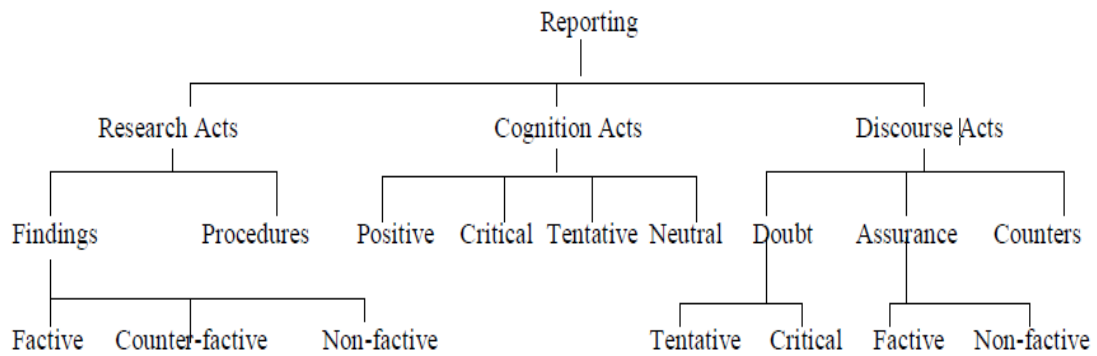 Reporting
Research Acts Cognition Acts Discourse Acts
Findings Procedures Positive Critical Tentative Neutral Doubt Assurance Counters
Factive Counter-factive Non-factive Tentative Critical Factive Non-factive